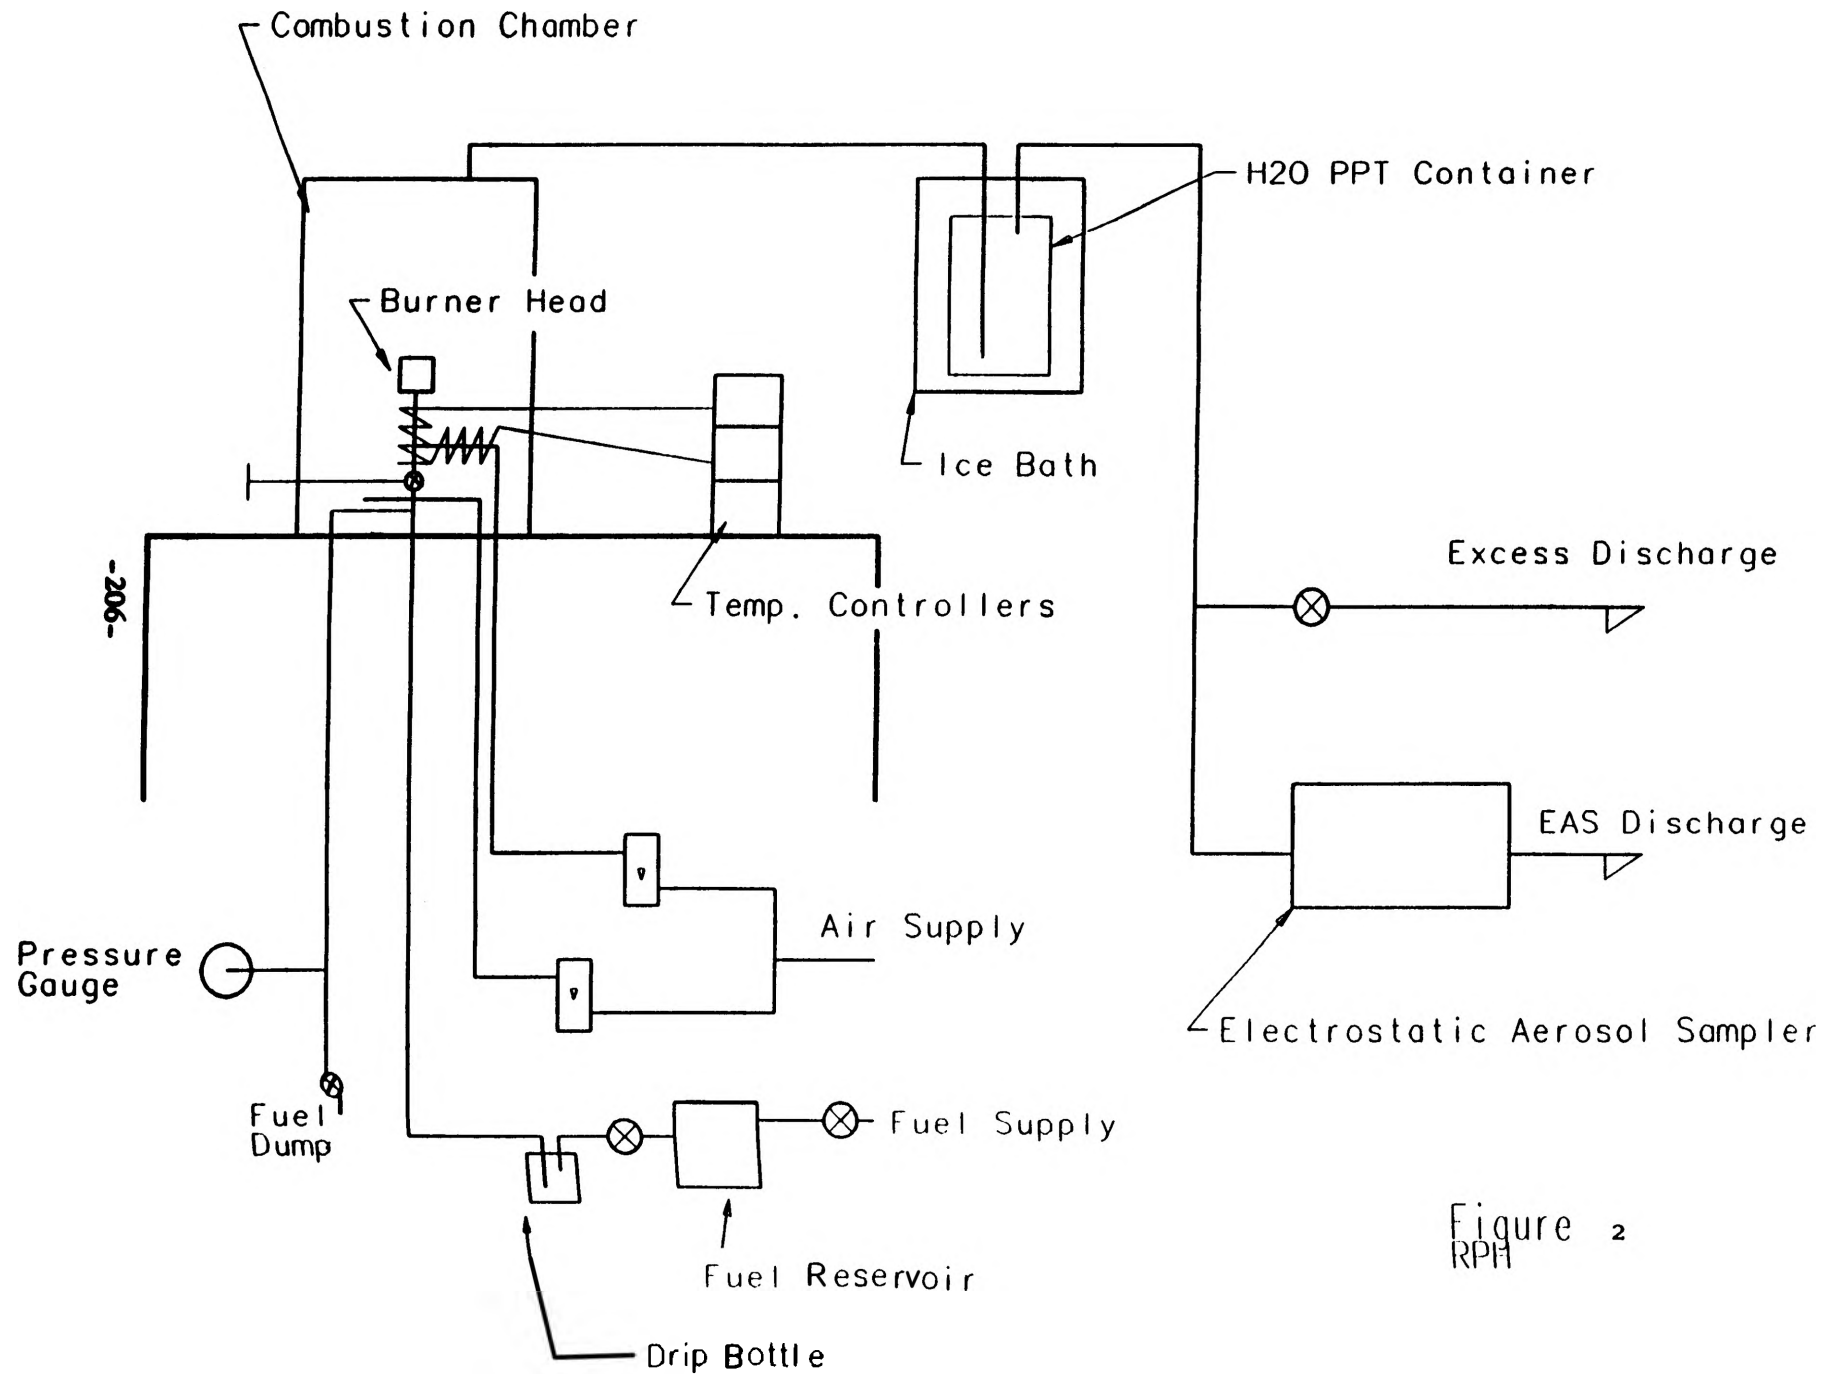 Combustion Chamber
H2O PPT Container
Burner Head
Ice Bath
Excess Discharge
-206-
Temp. Controllers
EAS Discharge
Air Supply
Pressure
Gauge
Electrostatic Aerosol Sampler
Fuel
Dump
Fuel Supply
Figure 2
RPH
Fuel Reservoir
Drip Bottle